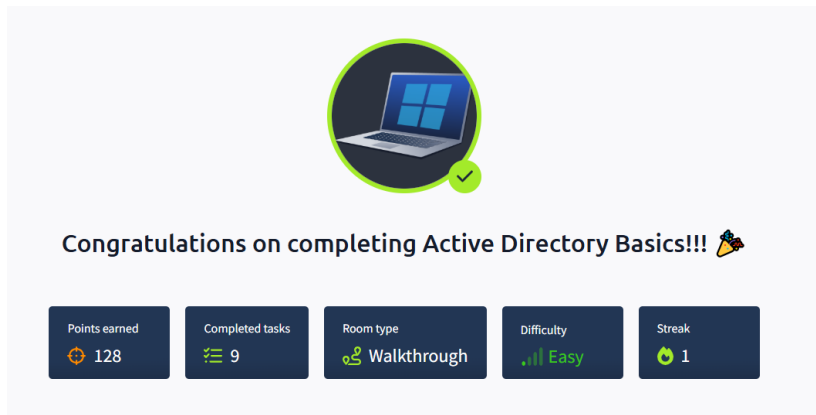 Congratulations on completing Active Directory Basics!!! 🎉
Points earned
128
Completed tasks
9
Room type
Walkthrough
Difficulty
Easy
Streak
1